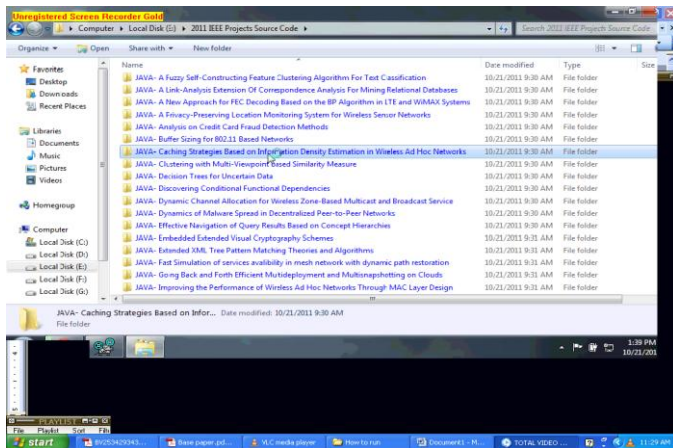 Unregistered Screen Recorder Gold
Computer ▸ Local Disk (E:) ▸ 2011 IEEE Projects Source Code ▸
Search 2011 IEEE Projects Source Code
Organize Open Share with New folder
Name Date modified Type Size
Favorites
Desktop
Downloads
Recent Places
Libraries
Documents
Music
Pictures
Videos
Homegroup
Computer
Local Disk (C:)
Local Disk (D:)
Local Disk (E:)
Local Disk (F:)
Local Disk (G:)
JAVA- A Fuzzy Self-Constructing Feature Clustering Algorithm For Text Classification 10/21/2011 9:30 AM File folder
JAVA- A Link-Analysis Extension Of Correspondence Analysis For Mining Relational Databases 10/21/2011 9:30 AM File folder
JAVA- A New Approach for FEC Decoding Based on the BP Algorithm in LTE and WiMAX Systems 10/21/2011 9:30 AM File folder
JAVA- A Privacy-Preserving Location Monitoring System for Wireless Sensor Networks 10/21/2011 9:30 AM File folder
JAVA- Analysis on Credit Card Fraud Detection Methods 10/21/2011 9:30 AM File folder
JAVA- Buffer Sizing for 802.11 Based Networks 10/21/2011 9:30 AM File folder
JAVA- Caching Strategies Based on Information Density Estimation in Wireless Ad Hoc Networks 10/21/2011 9:30 AM File folder
JAVA- Clustering with Multi-Viewpoint Based Similarity Measure 10/21/2011 9:30 AM File folder
JAVA- Decision Trees for Uncertain Data 10/21/2011 9:30 AM File folder
JAVA- Discovering Conditional Functional Dependencies 10/21/2011 9:30 AM File folder
JAVA- Dynamic Channel Allocation for Wireless Zone-Based Multicast and Broadcast Service 10/21/2011 9:30 AM File folder
JAVA- Dynamics of Malware Spread in Decentralized Peer-to-Peer Networks 10/21/2011 9:30 AM File folder
JAVA- Effective Navigation of Query Results Based on Concept Hierarchies 10/21/2011 9:30 AM File folder
JAVA- Embedded Extended Visual Cryptography Schemes 10/21/2011 9:31 AM File folder
JAVA- Extended XML Tree Pattern Matching Theories and Algorithms 10/21/2011 9:31 AM File folder
JAVA- Fast Simulation of services avalibility in mesh network with dynamic path restoration 10/21/2011 9:31 AM File folder
JAVA- Going Back and Forth Efficient Mutideployment and Multisnapshotting on Clouds 10/21/2011 9:31 AM File folder
JAVA- Improving the Performance of Wireless Ad Hoc Networks Through MAC Layer Design 10/21/2011 9:31 AM File folder
JAVA- Caching Strategies Based on Infor... Date modified: 10/21/2011 9:30 AM
File folder
1:39 PM
10/21/201
PLAYLIST
File Playlist Sort
start BV253429343... Base paper.pd... VLC media player How to run Document1 - M... TOTAL VIDEO ... 11:29 AM